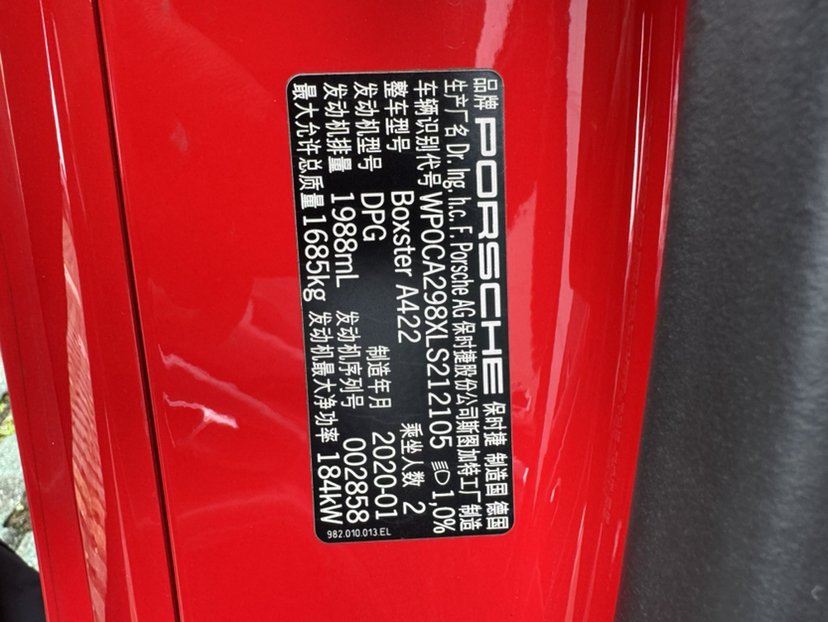 品牌 PORSCHE 保时捷 制造国 德国
生产厂名 Dr. Ing. h.c. F. Porsche AG 保时捷股份公司斯图加特工厂制造
车辆识别代号 WP0CA298XLS212105 1,0%
整车型号 Boxster A422 乘坐人数 2
发动机型号 DPG 制造年月 2020-01
发动机排量 1988mL 发动机序列号 002858
最大允许总质量 1685kg 发动机最大净功率 184kW
982.010.013.EL